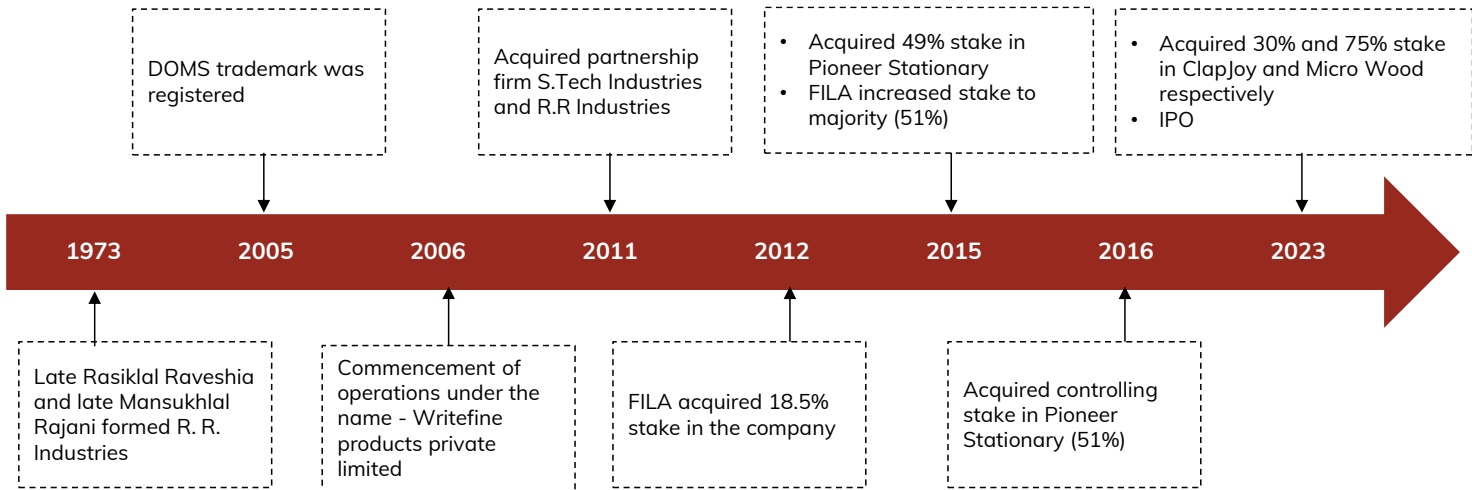 DOMS trademark was
registered
Acquired partnership
firm S.Tech Industries
and R.R Industries
• Acquired 49% stake in
Pioneer Stationary
• FILA increased stake to
majority (51%)
• Acquired 30% and 75% stake
in ClapJoy and Micro Wood
respectively
• IPO
1973 2005 2006 2011 2012 2015 2016 2023
Late Rasiklal Raveshia
and late Mansukhlal
Rajani formed R. R.
Industries
Commencement of
operations under the
name - Writefine
products private
limited
FILA acquired 18.5%
stake in the company
Acquired controlling
stake in Pioneer
Stationary (51%)